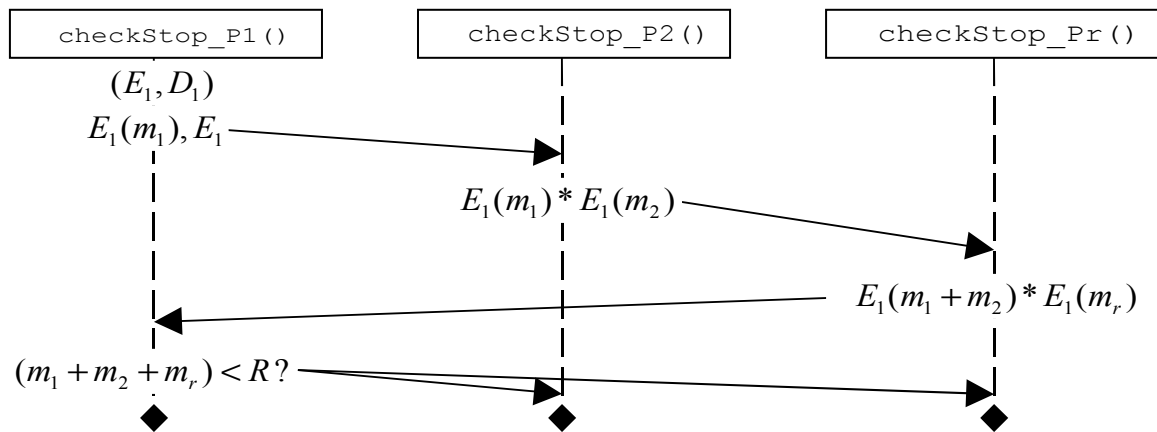 checkStop_P1()
checkStop_P2()
checkStop_Pr()
(E₁, D₁)
E₁(m₁), E₁
E₁(m₁) * E₁(m₂)
E₁(m₁ + m₂) * E₁(mᵣ)
(m₁ + m₂ + mᵣ) < R?